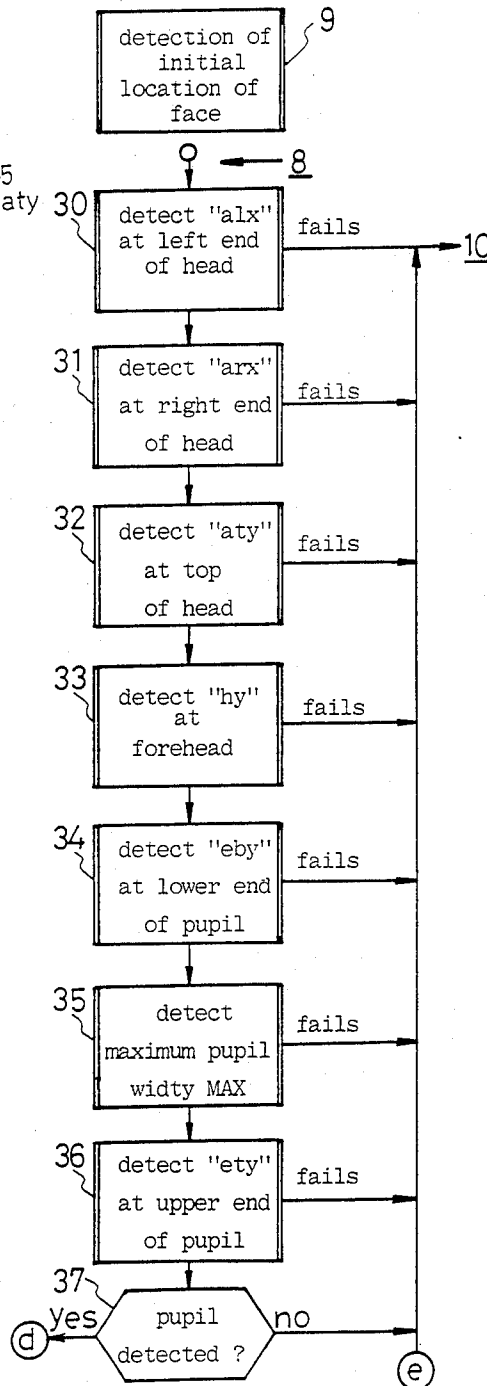 detection of
initial
location of
face
9
8
5
aty
30
detect "alx"
at left end
of head
fails
10
31
detect "arx"
at right end
of head
fails
32
detect "aty"
at top
of head
fails
33
detect "hy"
at
forehead
fails
34
detect "eby"
at lower end
of pupil
fails
35
detect
maximum pupil
widty MAX
fails
36
detect "ety"
at upper end
of pupil
fails
37
yes
pupil
detected ?
no
d
e